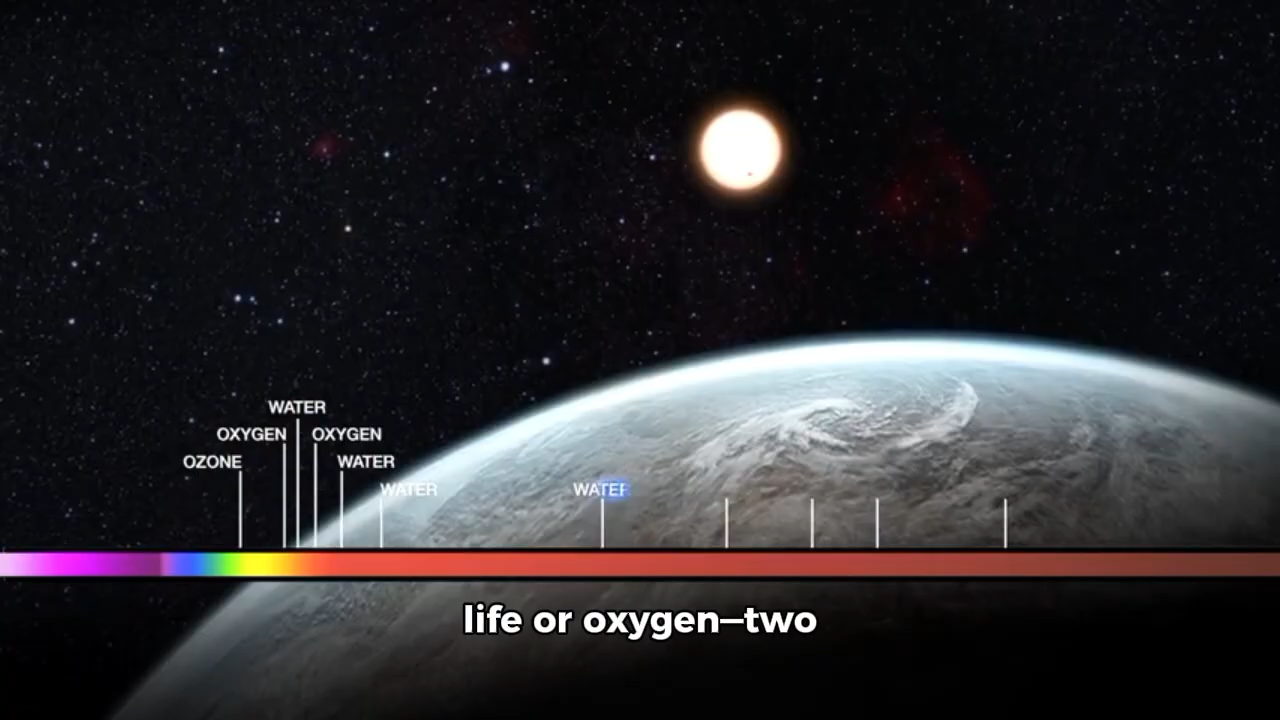 WATER
OXYGEN OXYGEN
OZONE WATER
WATER WATER
life or oxygen—two